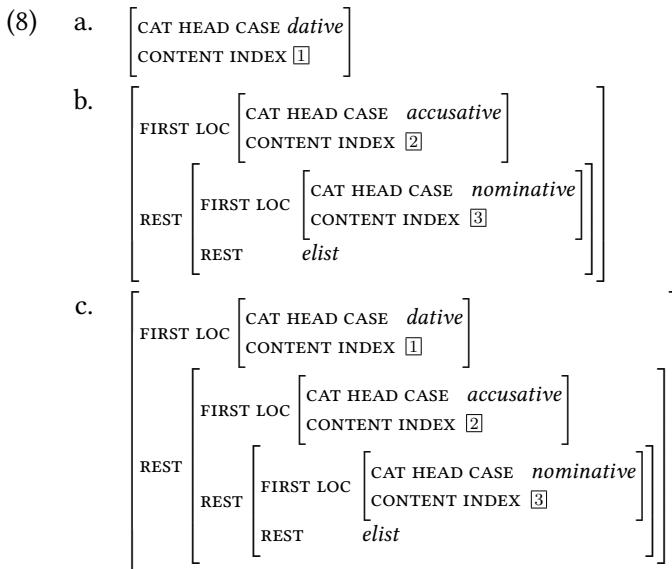 (8) a. [CAT HEAD CASE dative
CONTENT INDEX 1]
b. [FIRST LOC [CAT HEAD CASE accusative
CONTENT INDEX 2]
REST [FIRST LOC [CAT HEAD CASE nominative
CONTENT INDEX 3]
REST elist]]
c. [FIRST LOC [CAT HEAD CASE dative
CONTENT INDEX 1]
REST [FIRST LOC [CAT HEAD CASE accusative
CONTENT INDEX 2]
REST [FIRST LOC [CAT HEAD CASE nominative
CONTENT INDEX 3]
REST elist]]]